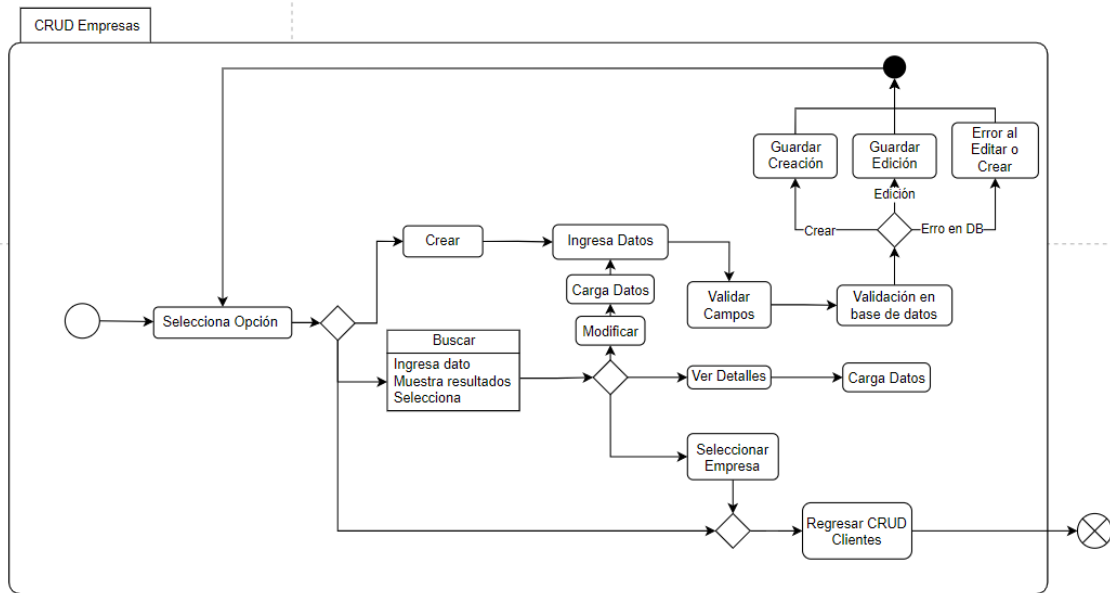 CRUD Empresas
Guardar
Creación
Guardar
Edición
Error al
Editar o
Crear
Edición
Crear
Erro en DB
Crear
Ingresa Datos
Carga Datos
Validar
Campos
Validación en
base de datos
Selecciona Opción
Modificar
Buscar
Ingresa dato
Muestra resultados
Selecciona
Ver Detalles
Carga Datos
Seleccionar
Empresa
Regresar CRUD
Clientes